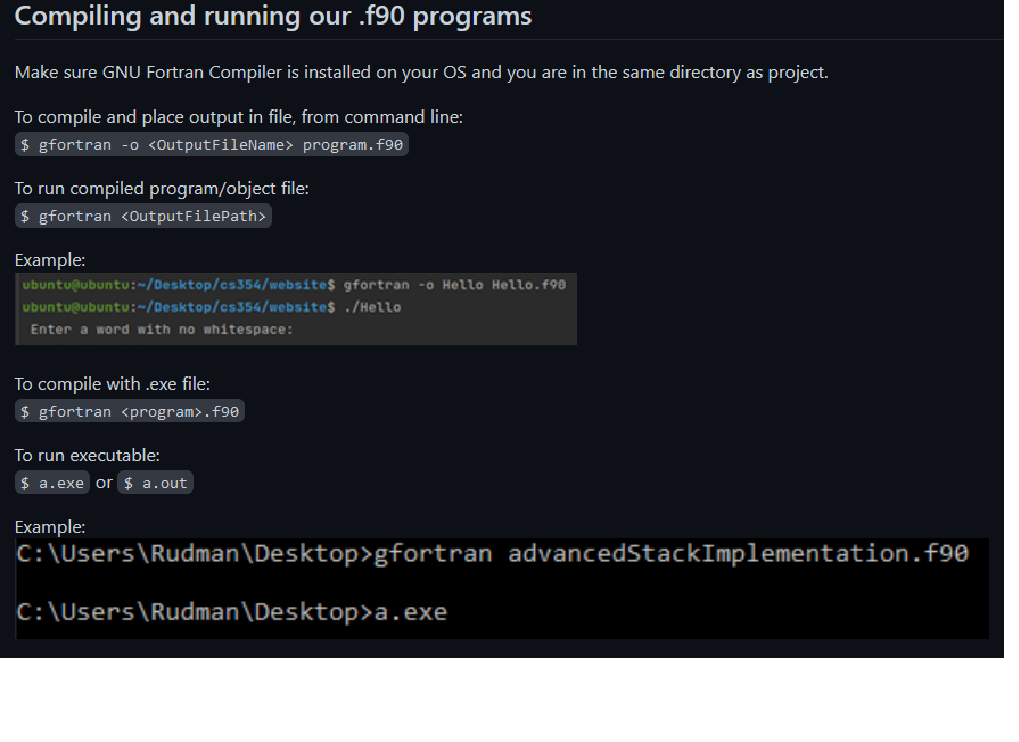 Compiling and running our .f90 programs
Make sure GNU Fortran Compiler is installed on your OS and you are in the same directory as project.
To compile and place output in file, from command line:
$ gfortran -o <OutputFileName> program.f90
To run compiled program/object file:
$ gfortran <OutputFilePath>
Example:
ubuntu@ubuntu:~/Desktop/cs354/website$ gfortran -o Hello Hello.f90
ubuntu@ubuntu:~/Desktop/cs354/website$ ./Hello
Enter a word with no whitespace:
To compile with .exe file:
$ gfortran <program>.f90
To run executable:
$ a.exe or $ a.out
Example:
C:\Users\Rudman\Desktop>gfortran advancedStackImplementation.f90
C:\Users\Rudman\Desktop>a.exe